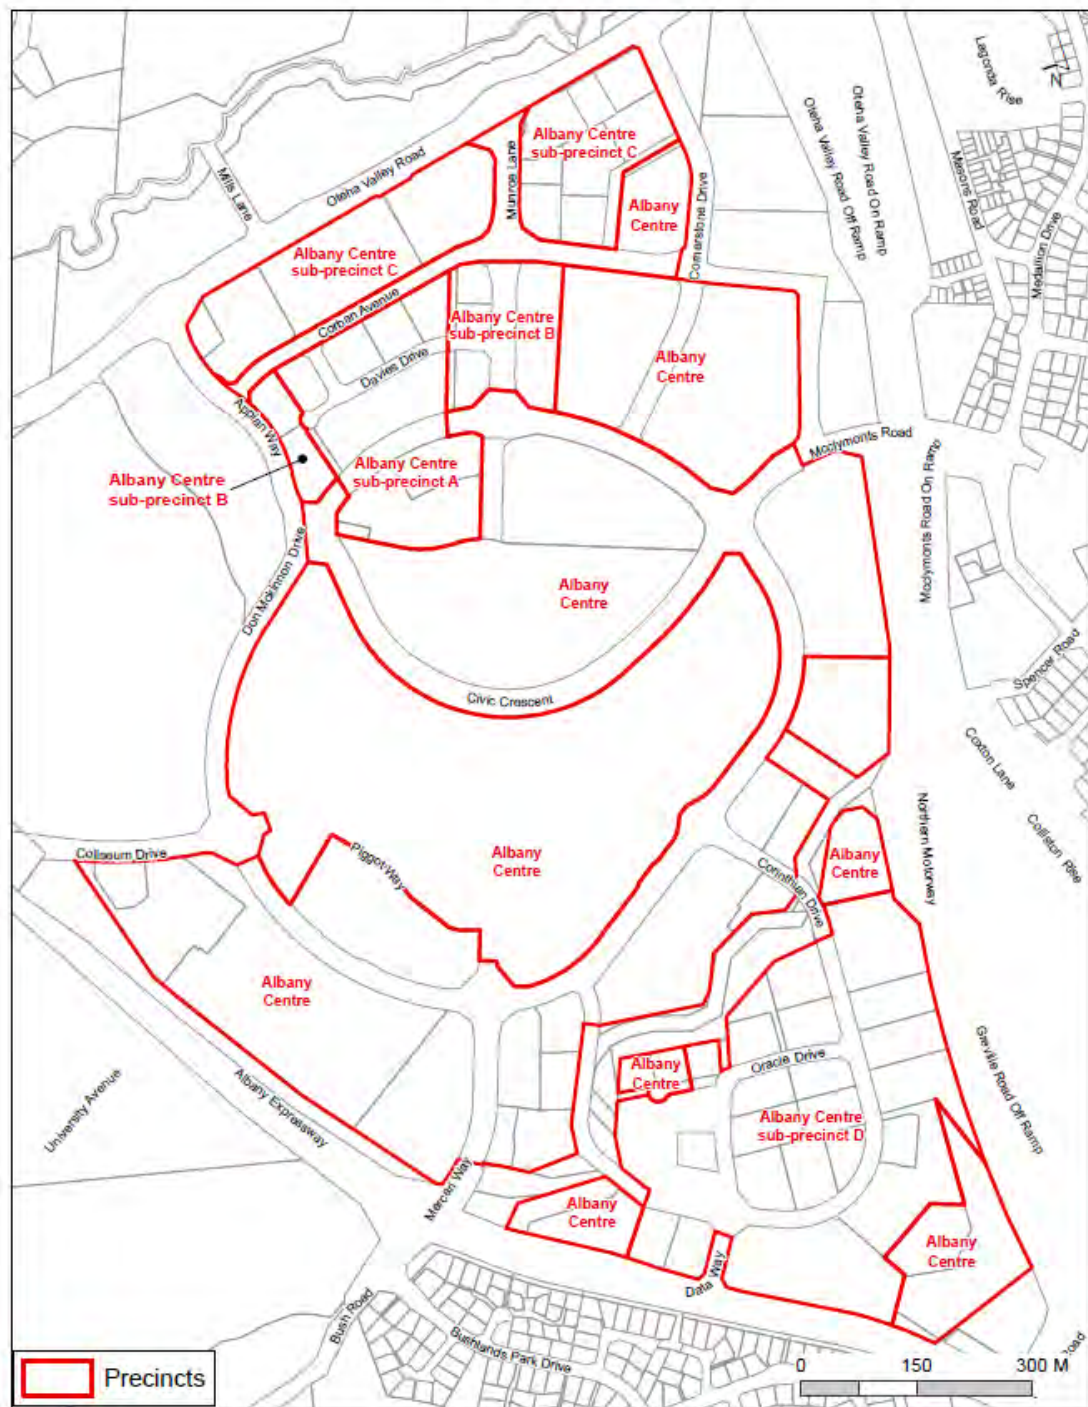 Lagonda Rise
N
Oteha Valley Road On Ramp
Oteha Valley Road Off Ramp
Masons Road
Medallion Drive
Albany Centre
sub-precinct C
Munroe Lane
Oteha Valley Road
Mills Lane
Albany
Centre
Cornerstone Drive
Albany Centre
sub-precinct C
Corban Avenue
Albany Centre
sub-precinct B
Davies Drive
Albany
Centre
Appian Way
Mcclymonts Road
Albany Centre
sub-precinct A
Albany Centre
sub-precinct B
Mcclymonts Road On Ramp
Don Mckinnon Drive
Albany
Centre
Spencer Road
Civic Crescent
Coxton Lane
Northern Motorway
Colliston Rise
Coliseum Drive
Piggot Way
Albany
Centre
Albany
Centre
Corinthian Drive
Albany
Centre
Greville Road Off Ramp
Oracle Drive
Albany
Centre
University Avenue
Albany Expressway
Albany Centre
sub-precinct D
Mercari Way
Albany
Centre
Albany
Centre
Data Way
Bush Road
Bushlands Park Drive
Road
Precincts
0 150 300 M